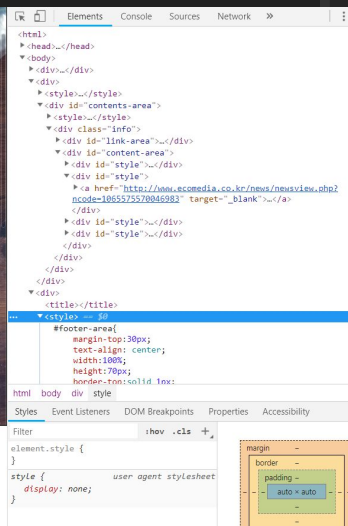 Elements Console Sources Network »
<html>
▶<head>…</head>
▼<body>
▶<div>…</div>
▼<div>
▶<style>…</style>
▼<div id="contents-area">
▶<style>…</style>
▼<div class="info">
▶<div id="link-area">…</div>
▼<div id="content-area">
▶<div id="style">…</div>
▼<div id="style">
▶<a href="http://www.ecomedia.co.kr/news/newsview.php?
ncode=1065575570046983" target="_blank">…</a>
</div>
▶<div id="style">…</div>
▶<div id="style">…</div>
</div>
</div>
</div>
</div>
▼<div>
<title></title>
… ▼<style> == $0
#footer-area{
margin-top:30px;
text-align: center;
width:100%;
height:70px;
border-top:solid 1px;
html body div style
Styles Event Listeners DOM Breakpoints Properties Accessibility
Filter :hov .cls +
element.style {
}
style { user agent stylesheet
display: none;
}
margin –
border –
padding –
– – – auto × auto – – –
–
–
–